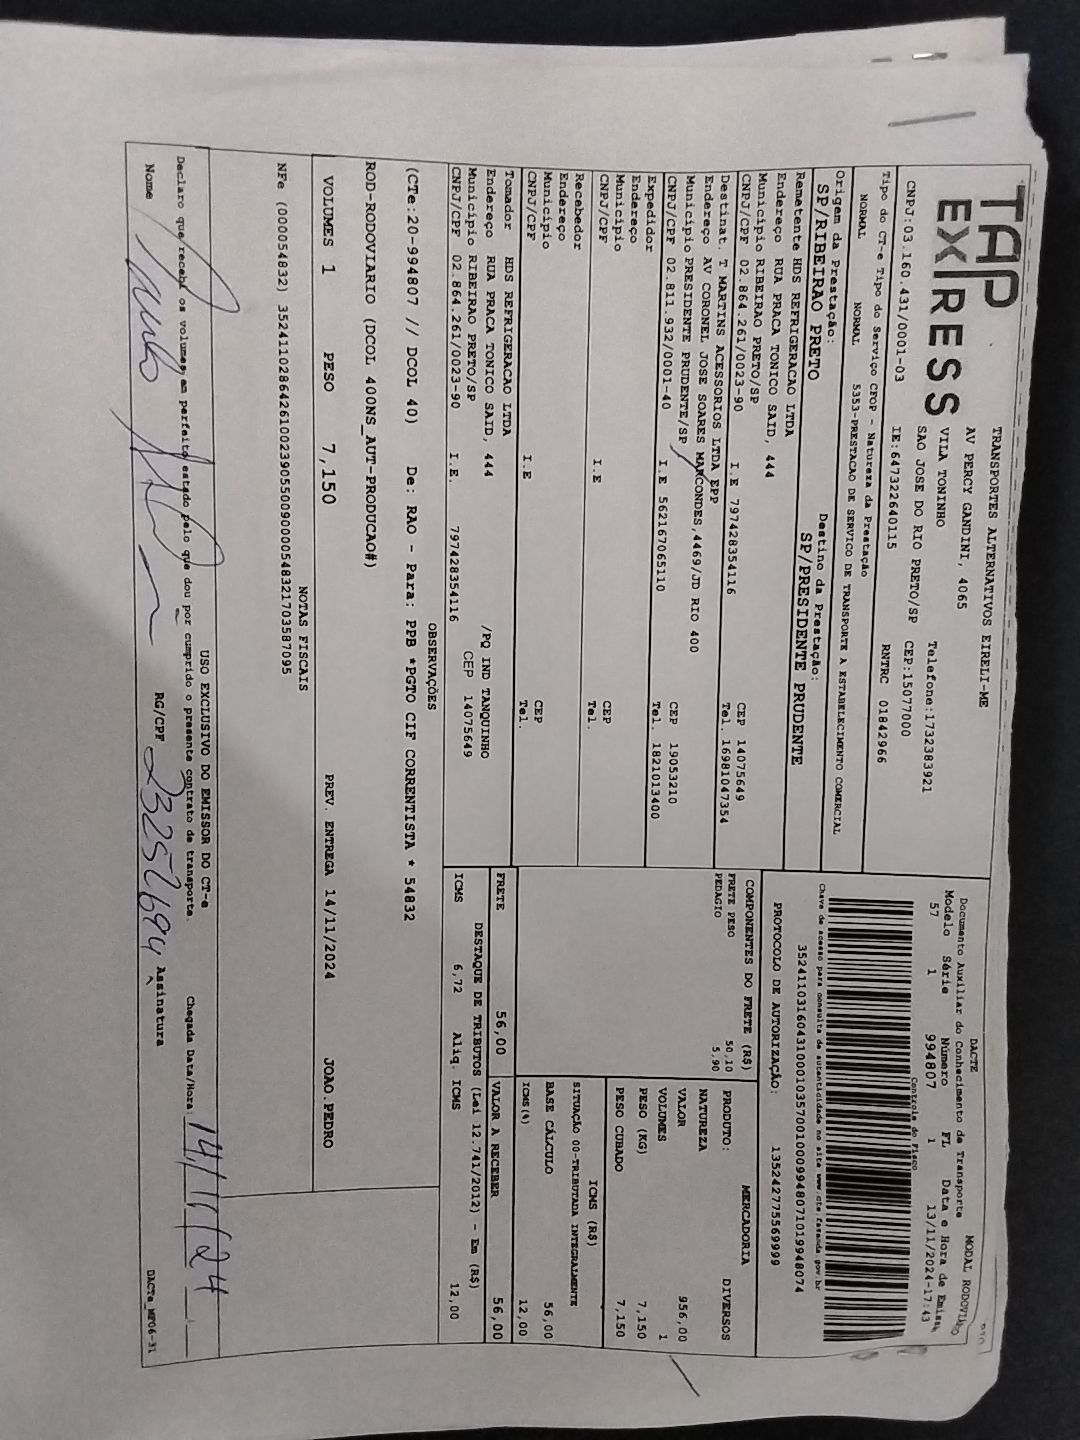 TAP
EXPRESS
TRANSPORTES ALTERNATIVOS EIRELI-ME
AV PERCY GANDINI, 4065
VILA TONINHO Telefone:1732383921
SAO JOSE DO RIO PRETO/SP CEP:15077000
CNPJ:03.160.431/0001-03 IE:647322640115 RNTRC 01842966
Tipo do CT-e Tipo do Serviço CFOP - Natureza da Prestação
NORMAL NORMAL 5353-PRESTACAO DE SERVICO DE TRANSPORTE A ESTABELECIMENTO COMERCIAL
Origem da Prestação: Destino da Prestação:
SP/RIBEIRAO PRETO SP/PRESIDENTE PRUDENTE
Remetente HDS REFRIGERACAO LTDA
Endereço RUA PRACA TONICO SAID, 444
Município RIBEIRAO PRETO/SP CEP 14075649
CNPJ/CPF 02.864.261/0023-90 I.E 797428354116 Tel. 16981047354
Destinat. T MARTINS ACESSORIOS LTDA EPP
Endereço AV CORONEL JOSE SOARES MARCONDES,4469/JD RIO 400
Município PRESIDENTE PRUDENTE/SP CEP 19053210
CNPJ/CPF 02.811.932/0001-40 I.E 562167065110 Tel. 1821013400
Expedidor
Endereço
Município CEP
CNPJ/CPF I.E Tel.
Recebedor
Endereço
Município CEP
CNPJ/CPF I.E Tel.
Tomador HDS REFRIGERACAO LTDA
Endereço RUA PRACA TONICO SAID, 444 /PQ IND TANQUINHO
Município RIBEIRAO PRETO/SP CEP 14075649
CNPJ/CPF 02.864.261/0023-90 I.E. 797428354116
DACTE MODAL RODOVIARIO
Documento Auxiliar do Conhecimento de Transporte
Modelo Série Número FL Data e Hora de Emissão
57 1 994807 1 13/11/2024-17:43
Controle do Fisco
Chave de acesso para consulta de autenticidade no site www.cte.fazenda.gov.br
35241103160431000103570010009948071019948074
PROTOCOLO DE AUTORIZAÇÃO: 135242775569999
COMPONENTES DO FRETE (R$)
FRETE PESO 50,10
PEDAGIO 5,90
MERCADORIA
PRODUTO: DIVERSOS
NATUREZA
VALOR 956,00
VOLUMES 1
PESO (KG) 7,150
PESO CUBADO 7,150
ICMS (R$)
SITUAÇÃO 00-TRIBUTADA INTEGRALMENTE
BASE CÁLCULO 56,00
ICMS(%) 12,00
FRETE 56,00 VALOR A RECEBER 56,00
DESTAQUE DE TRIBUTOS (Lei 12.741/2012) - Em (R$)
ICMS 6,72 Aliq. ICMS 12,00
OBSERVAÇÕES
(CTe:20-994807 // DCOL 40) De: RAO - Para: PPB *PGTO CIF CORRENTISTA * 54832
ROD-RODOVIARIO (DCOL 400NS_AUT-PRODUCAO#)
VOLUMES 1 PESO 7,150 PREV. ENTREGA 14/11/2024 JOAO.PEDRO
NOTAS FISCAIS
NFe (000054832) 35241102864261002390550090000548321703587095
USO EXCLUSIVO DO EMISSOR DO CT-e
Declaro que recebi os volumes em perfeito estado pelo que dou por cumprido o presente contrato de transporte. Chegada Data/Hora 14/11/24
Nome RG/CPF Assinatura
DACTe_MP06-31